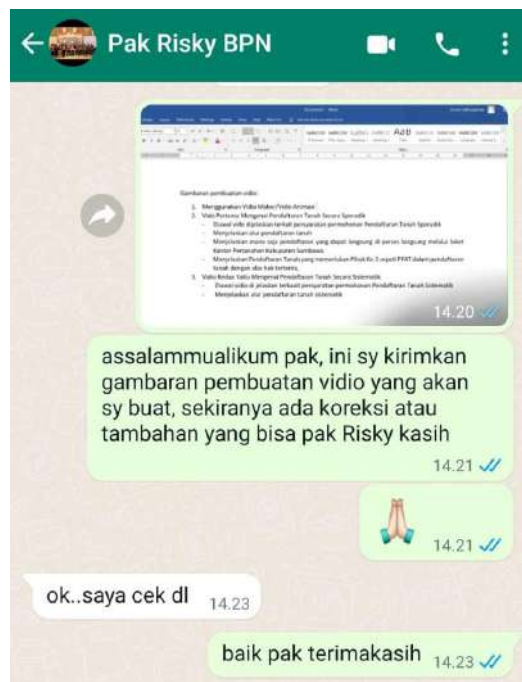 Pak Risky BPN
Gambaran pembuatan vidio:
1. Menggunakan Vidio Maker/Vidio Animasi
2. Vidio Pertama Mengenai Pendaftaran Tanah Secara Sporadik
- Diawal vidio dijelaskan terkait persyaratan permohonan Pendaftaran Tanah Sporadik
- Menjelaskan alur pendaftaran tanah
- Menjelaskan mana saja pendaftaran yang dapat langsung di proses langsung melalui loket
Kantor Pertanahan Kabupaten Sumbawa.
- Menjelaskan Pendaftaran Tanah yang memerlukan Pihak Ke 3 seperti PPAT dalam pendaftaran
tanah dengan alas hak tertentu.
3. Vidio Kedua Yaitu Mengenai Pendaftaran Tanah Secara Sistematik
- Diawal vidio di jelaskan terkait persyaratan permohonan Pendaftaran Tanah Sistematik
- Menjelaskan alur pendaftaran tanah sistematik
14.20
assalammualikum pak, ini sy kirimkan
gambaran pembuatan vidio yang akan
sy buat, sekiranya ada koreksi atau
tambahan yang bisa pak Risky kasih
14.21
14.21
ok..saya cek dl 14.23
baik pak terimakasih 14.23